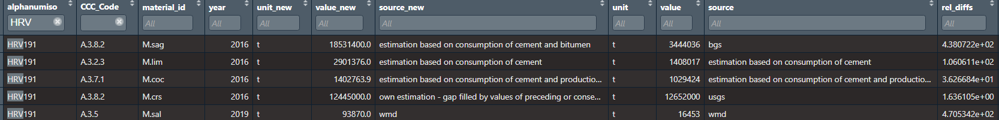 alphanumiso CCC_Code material_id year unit_new value_new source_new unit value source rel_diffs
HRV All All All All All All All All All
HRV191 A.3.8.2 M.sag 2016 t 18531400.0 estimation based on consumption of cement and bitumen t 3444036 bgs 4.380722e+02
HRV191 A.3.2.3 M.lim 2016 t 2901376.0 estimation based on consumption of cement t 1408017 estimation based on consumption of cement 1.060611e+02
HRV191 A.3.7.1 M.coc 2016 t 1402763.9 estimation based on consumption of cement and productio... t 1029424 estimation based on consumption of cement and productio... 3.626684e+01
HRV191 A.3.8.2 M.crs 2016 t 12445000.0 own estimation - gap filled by values of preceding or conse... t 12652000 usgs 1.636105e+00
HRV191 A.3.5 M.sal 2019 t 93870.0 wmd t 16453 wmd 4.705342e+02